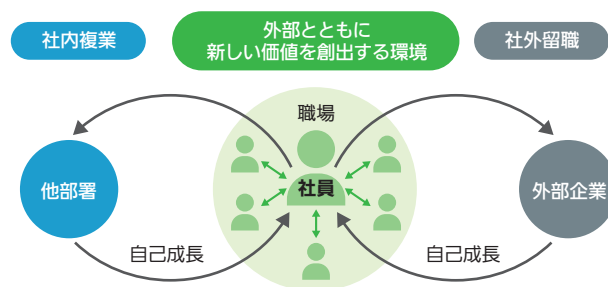 社内複業
外部とともに
新しい価値を創出する環境
社外留職
職場
他部署
社員
外部企業
自己成長
自己成長